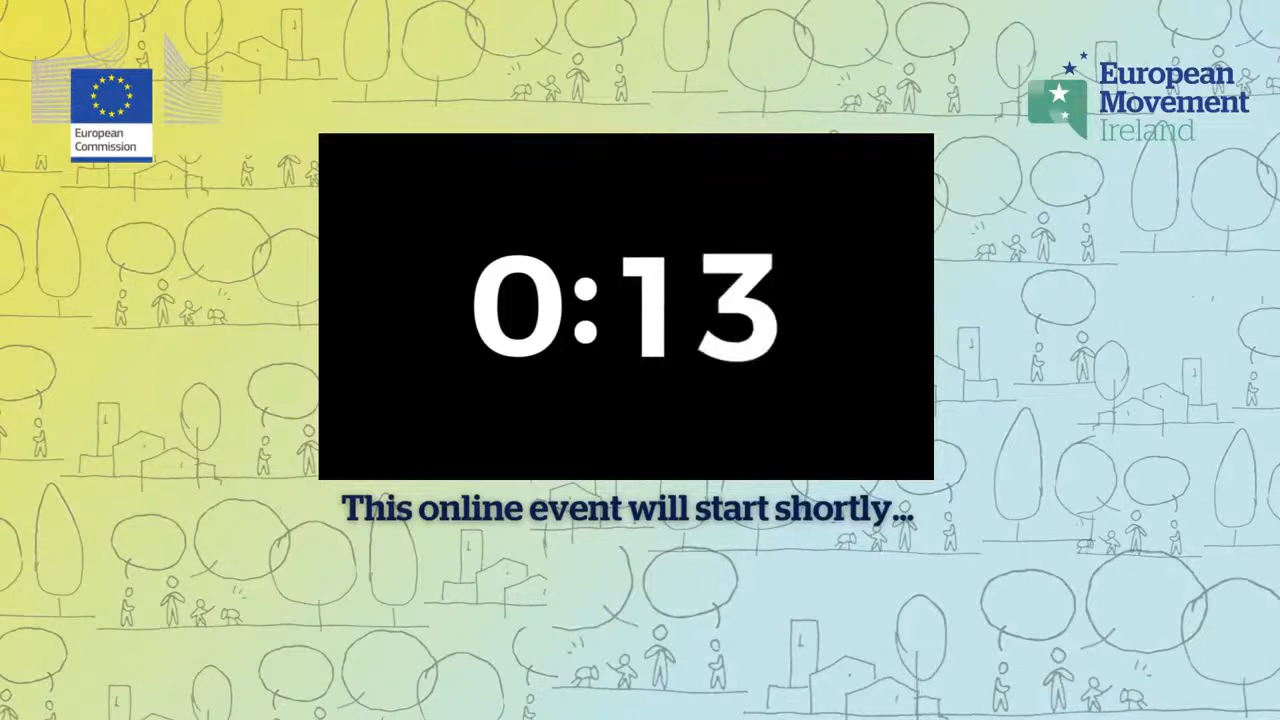 European
Commission
European
Movement
Ireland
0:13
This online event will start shortly...